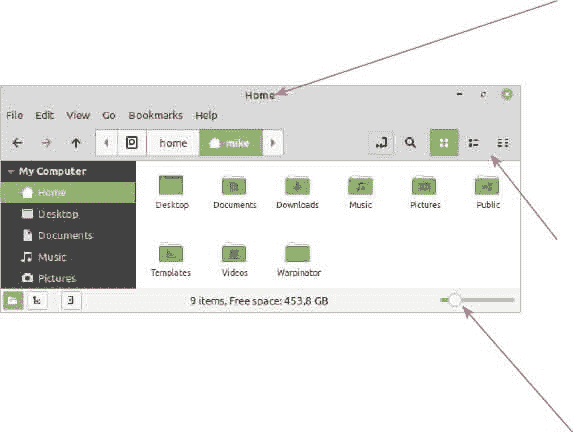 Home
File Edit View Go Bookmarks Help
home mike
My Computer
Home
Desktop
Documents
Music
Pictures
Desktop Documents Downloads Music Pictures Public
Templates Videos Warpinator
9 items, Free space: 453,8 GB